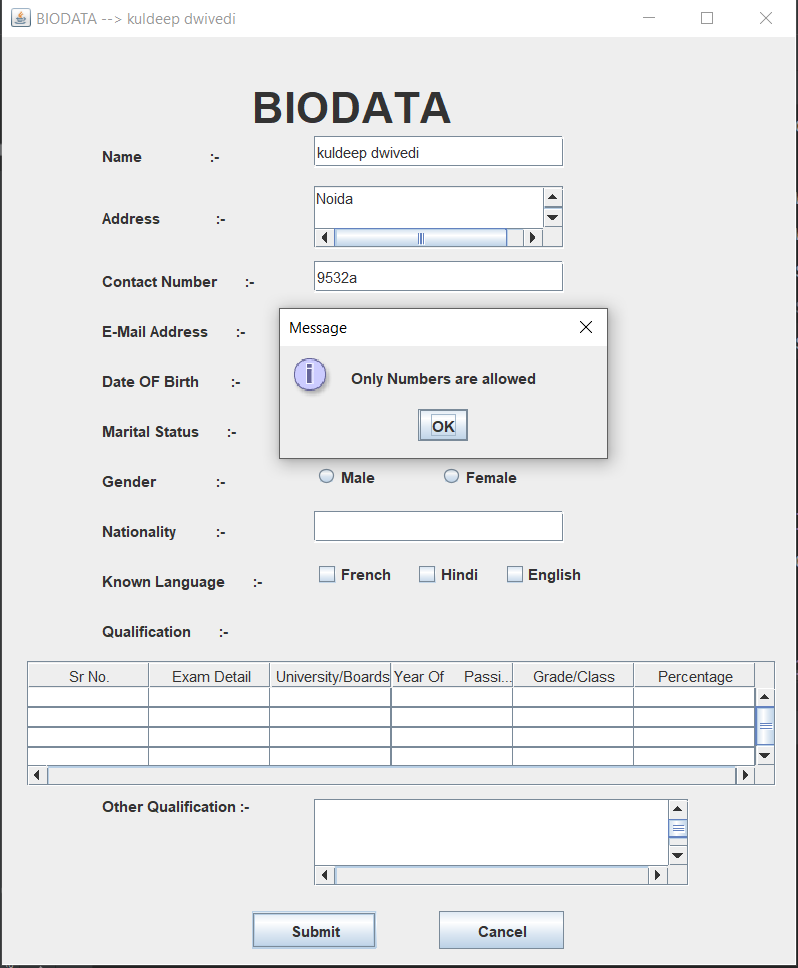 BIODATA --> kuldeep dwivedi
BIODATA
Name :- kuldeep dwivedi
Address :- Noida
Contact Number :- 9532a
E-Mail Address :-
Message
Only Numbers are allowed
OK
Date OF Birth :-
Marital Status :-
Gender :- Male Female
Nationality :-
Known Language :- French Hindi English
Qualification :-
Sr No. Exam Detail University/Boards Year Of Passi... Grade/Class Percentage
Other Qualification :-
Submit Cancel